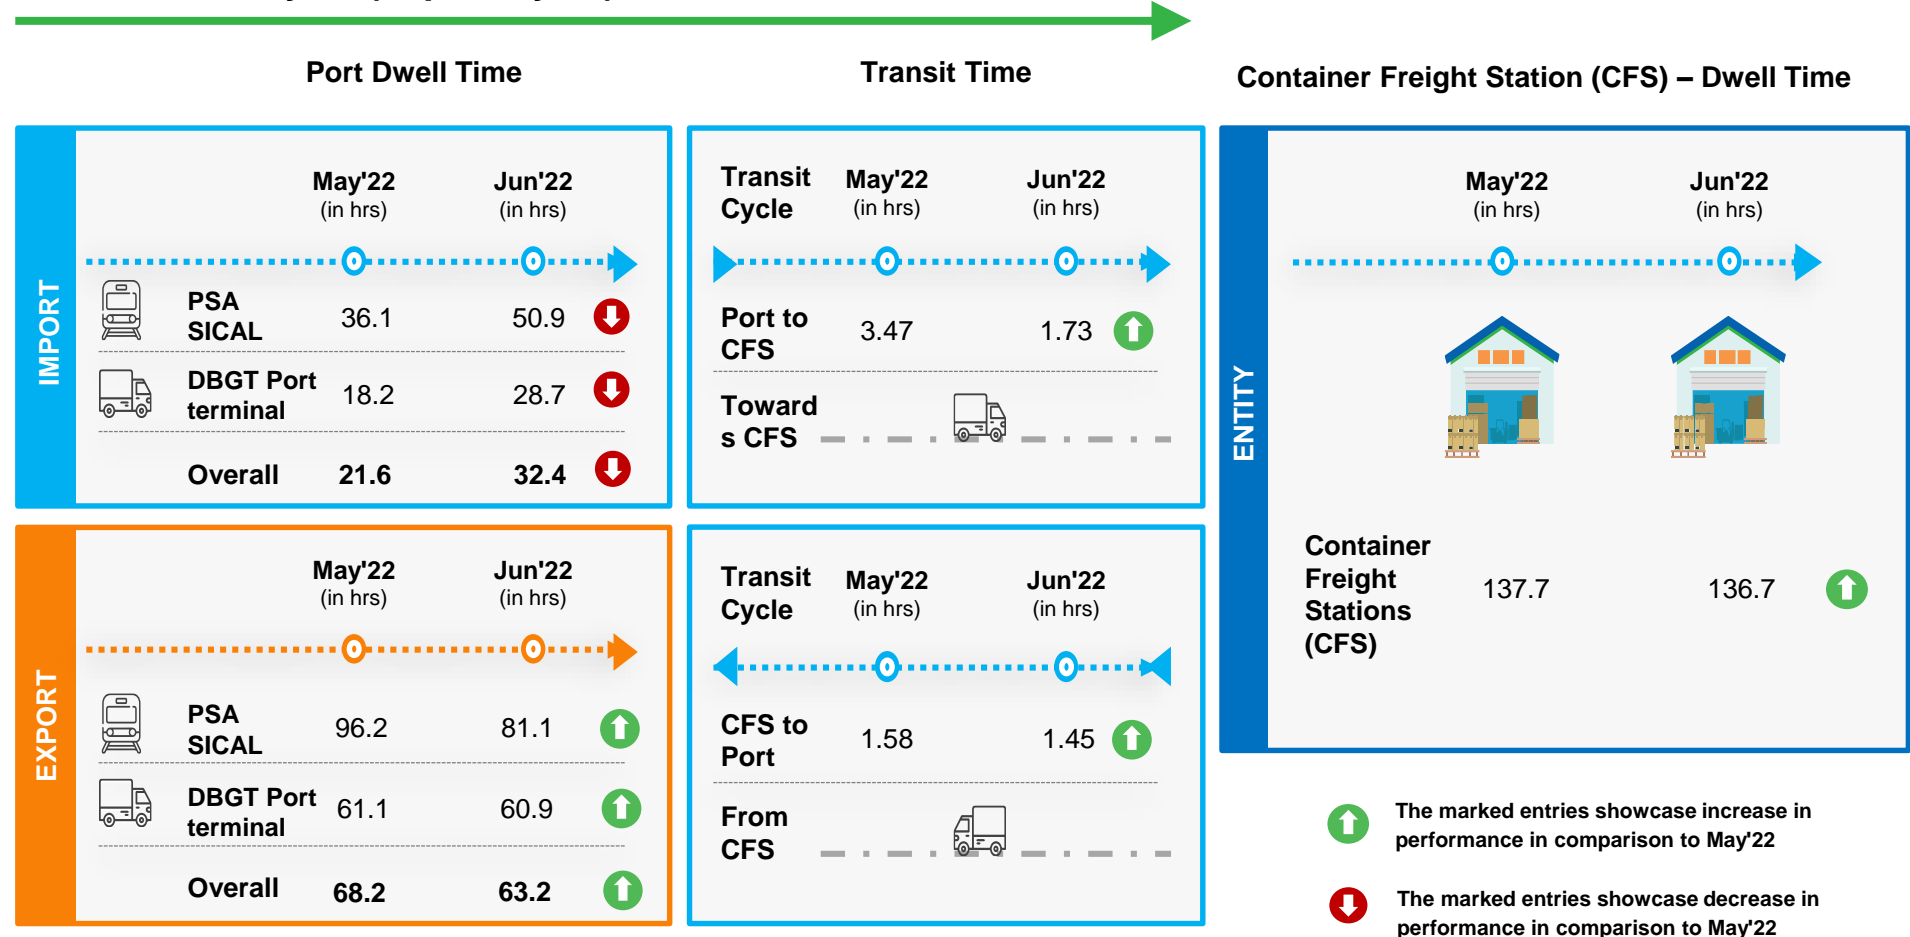 Port Dwell Time
Transit Time
Container Freight Station (CFS) – Dwell Time
IMPORT
May'22 Jun'22
(in hrs) (in hrs)
PSA
SICAL 36.1 50.9
DBGT Port
terminal 18.2 28.7
Overall 21.6 32.4
Transit
Cycle
May'22 Jun'22
(in hrs) (in hrs)
Port to
CFS 3.47 1.73
Toward
s CFS
ENTITY
May'22 Jun'22
(in hrs) (in hrs)
Container
Freight
Stations
(CFS)
137.7 136.7
EXPORT
May'22 Jun'22
(in hrs) (in hrs)
PSA
SICAL 96.2 81.1
DBGT Port
terminal 61.1 60.9
Overall 68.2 63.2
Transit
Cycle
May'22 Jun'22
(in hrs) (in hrs)
CFS to
Port 1.58 1.45
From
CFS
The marked entries showcase increase in
performance in comparison to May'22
The marked entries showcase decrease in
performance in comparison to May'22